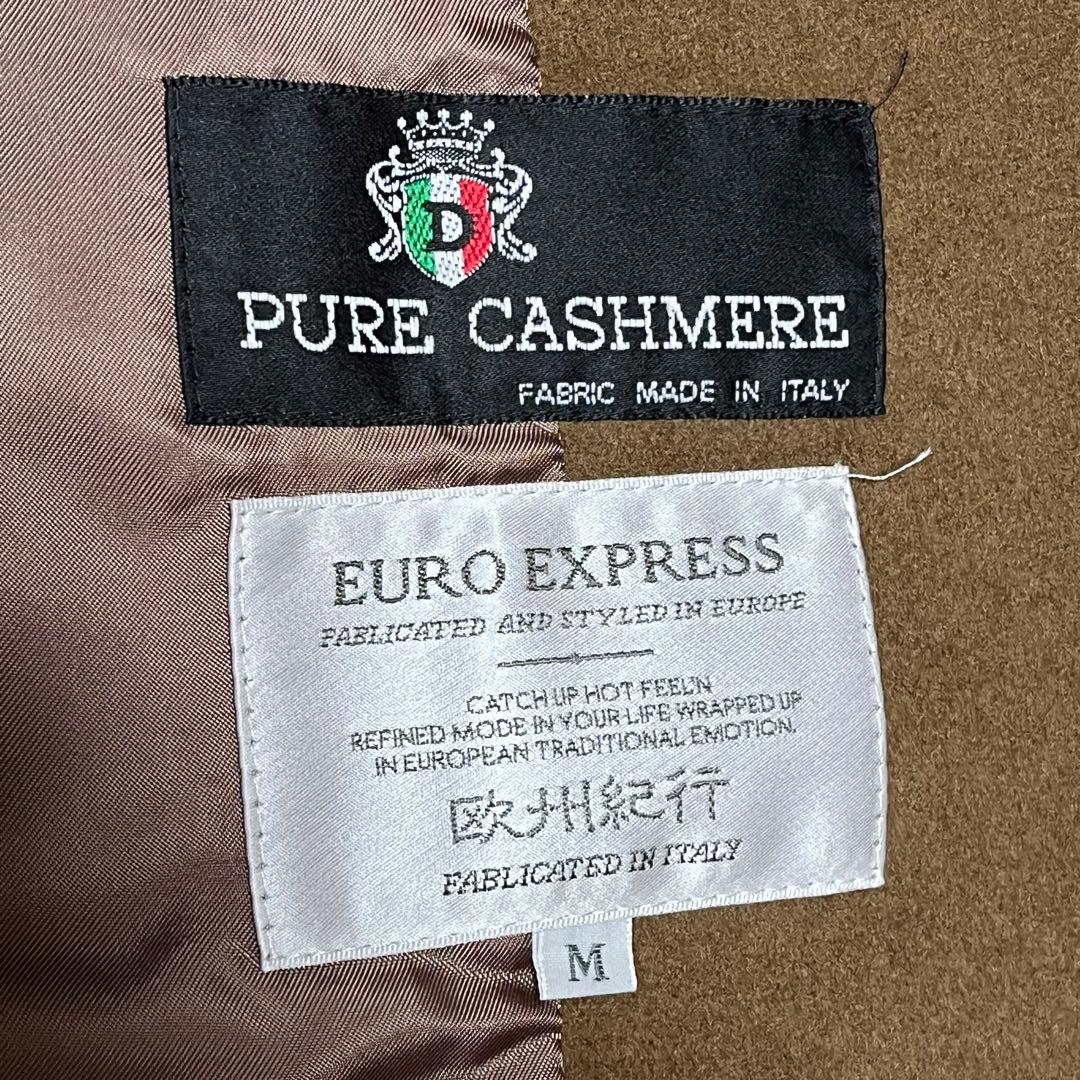 D
PURE CASHMERE
FABRIC MADE IN ITALY
EURO EXPRESS
FABLICATED AND STYLED IN EUROPE
CATCH UP HOT FEEL'N
REFINED MODE IN YOUR LIFE WRAPPED UP
IN EUROPEAN TRADITIONAL EMOTION.
欧州紀行
FABLICATED IN ITALY
M